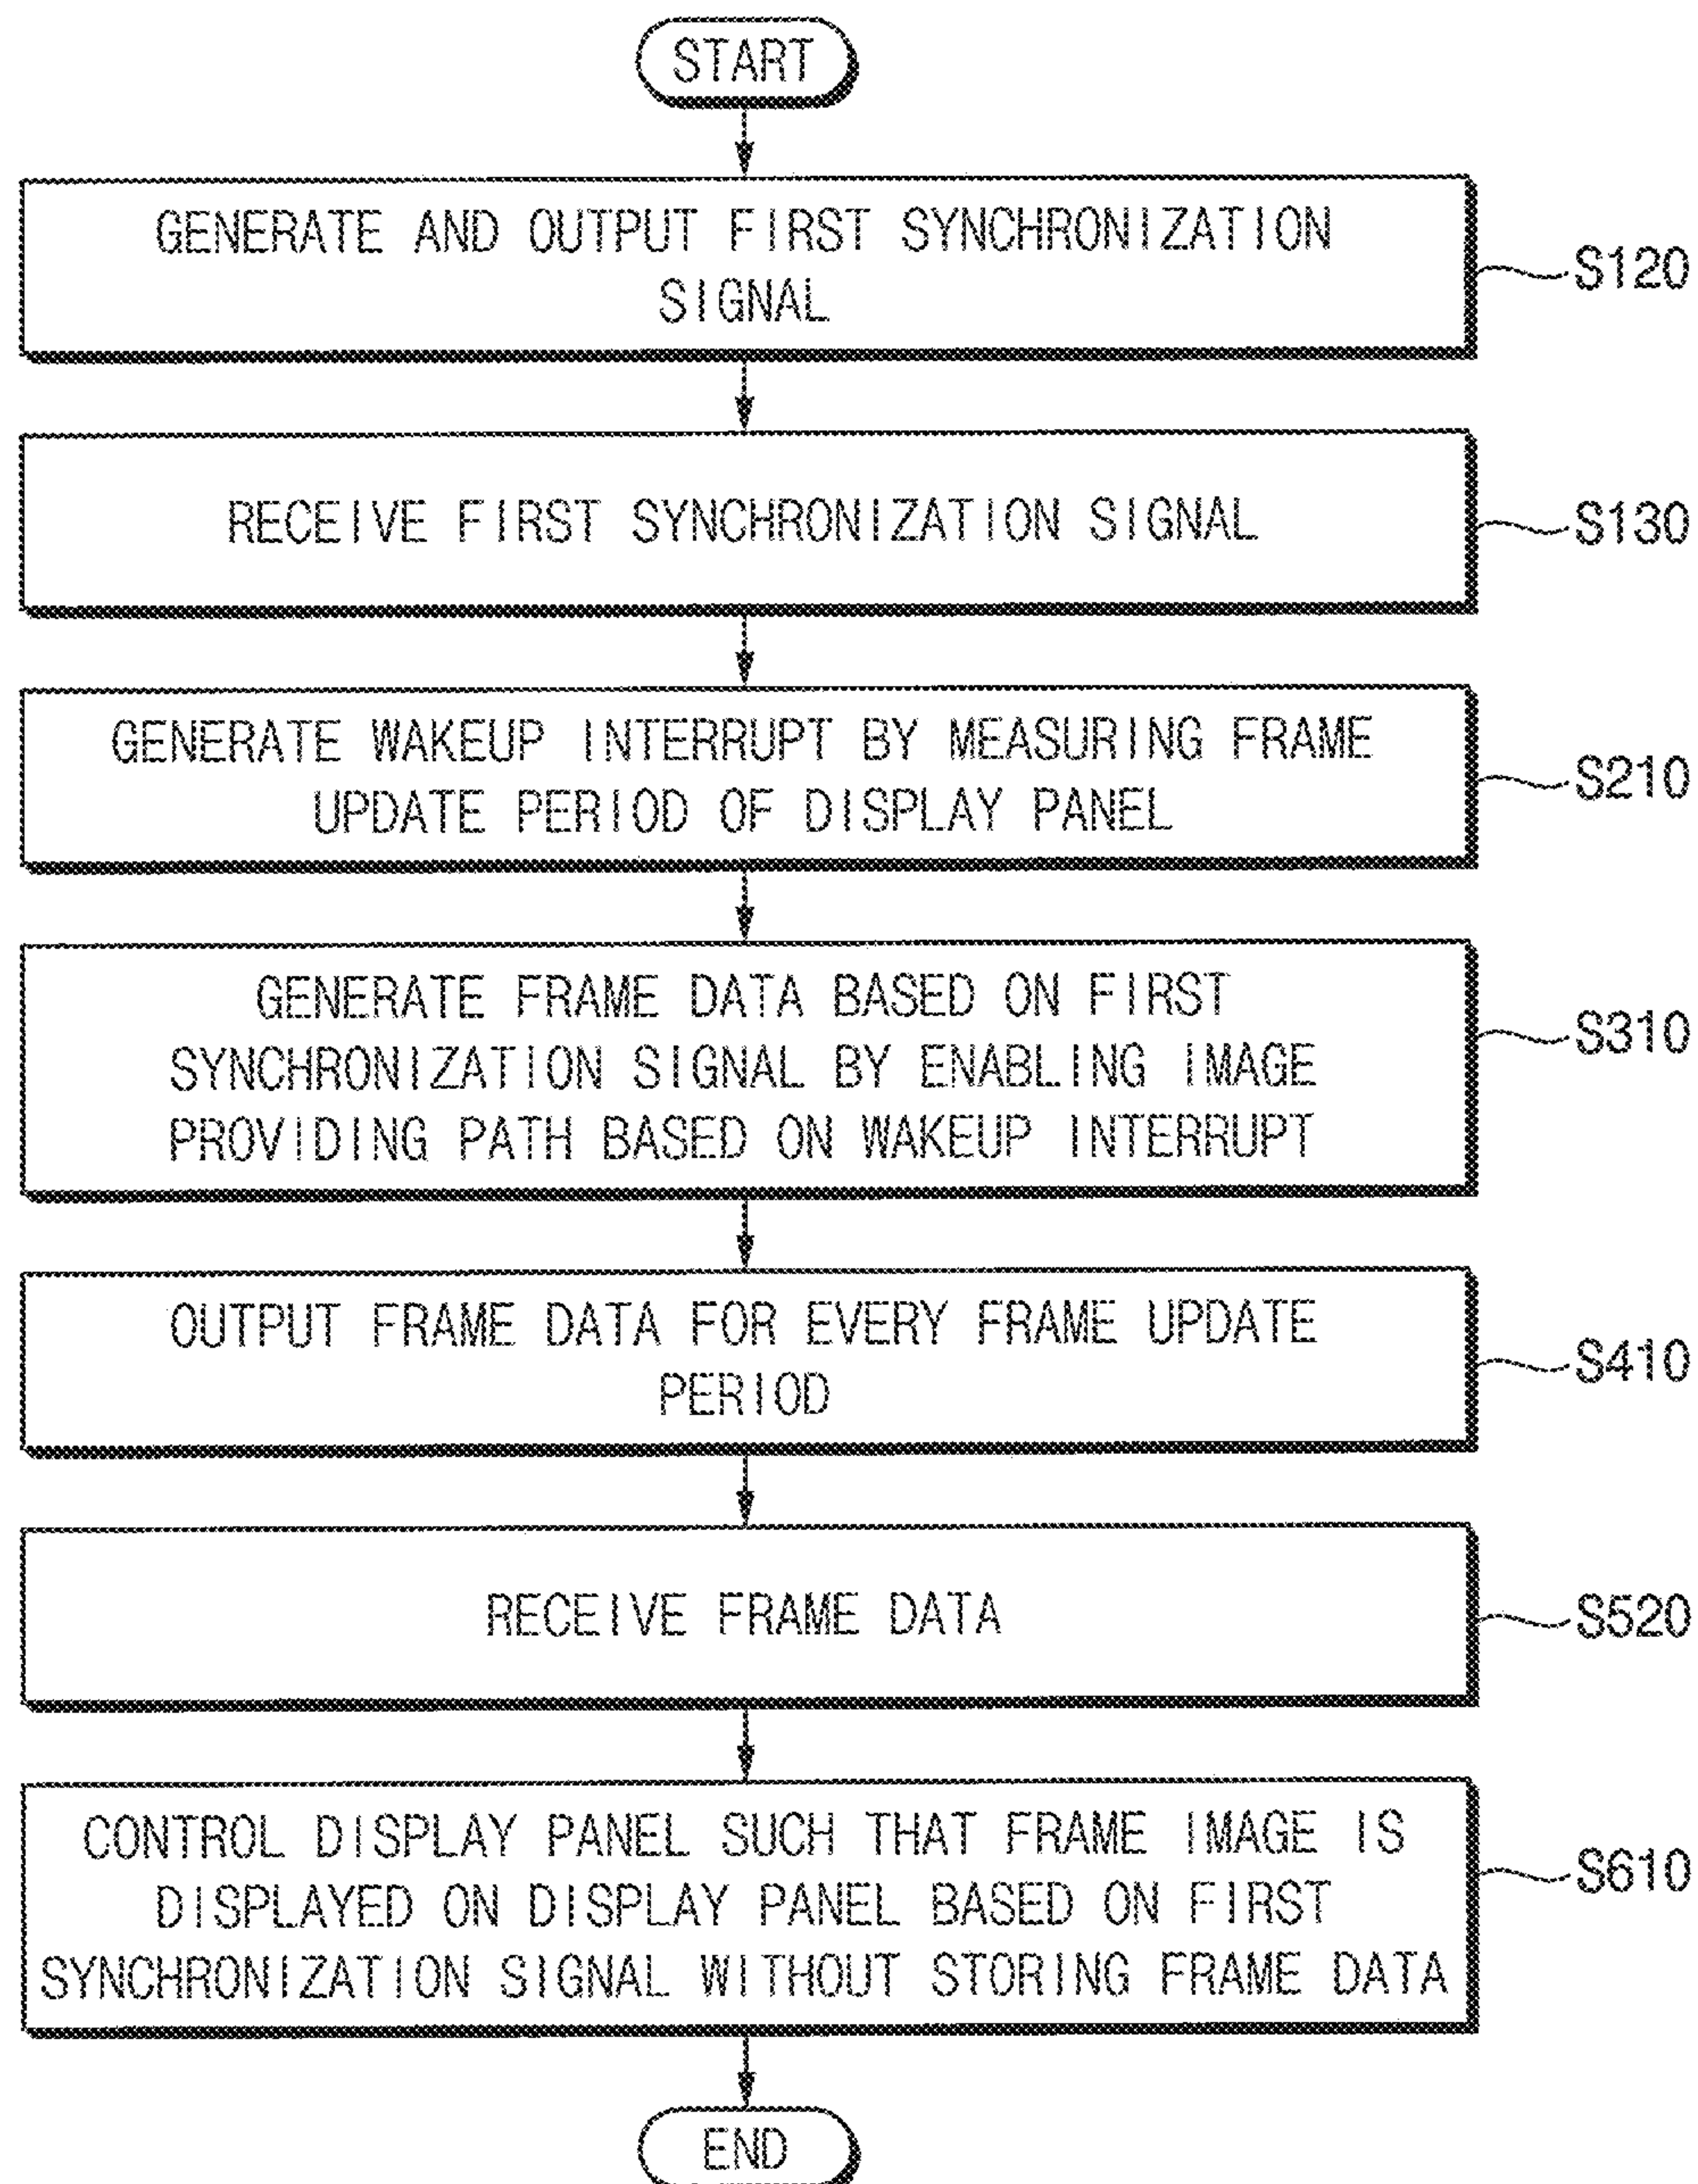 START
GENERATE AND OUTPUT FIRST SYNCHRONIZATION
SIGNAL
S120
RECEIVE FIRST SYNCHRONIZATION SIGNAL
S130
GENERATE WAKEUP INTERRUPT BY MEASURING FRAME
UPDATE PERIOD OF DISPLAY PANEL
S210
GENERATE FRAME DATA BASED ON FIRST
SYNCHRONIZATION SIGNAL BY ENABLING IMAGE
PROVIDING PATH BASED ON WAKEUP INTERRUPT
S310
OUTPUT FRAME DATA FOR EVERY FRAME UPDATE
PERIOD
S410
RECEIVE FRAME DATA
S520
CONTROL DISPLAY PANEL SUCH THAT FRAME IMAGE IS
DISPLAYED ON DISPLAY PANEL BASED ON FIRST
SYNCHRONIZATION SIGNAL WITHOUT STORING FRAME DATA
S610
END